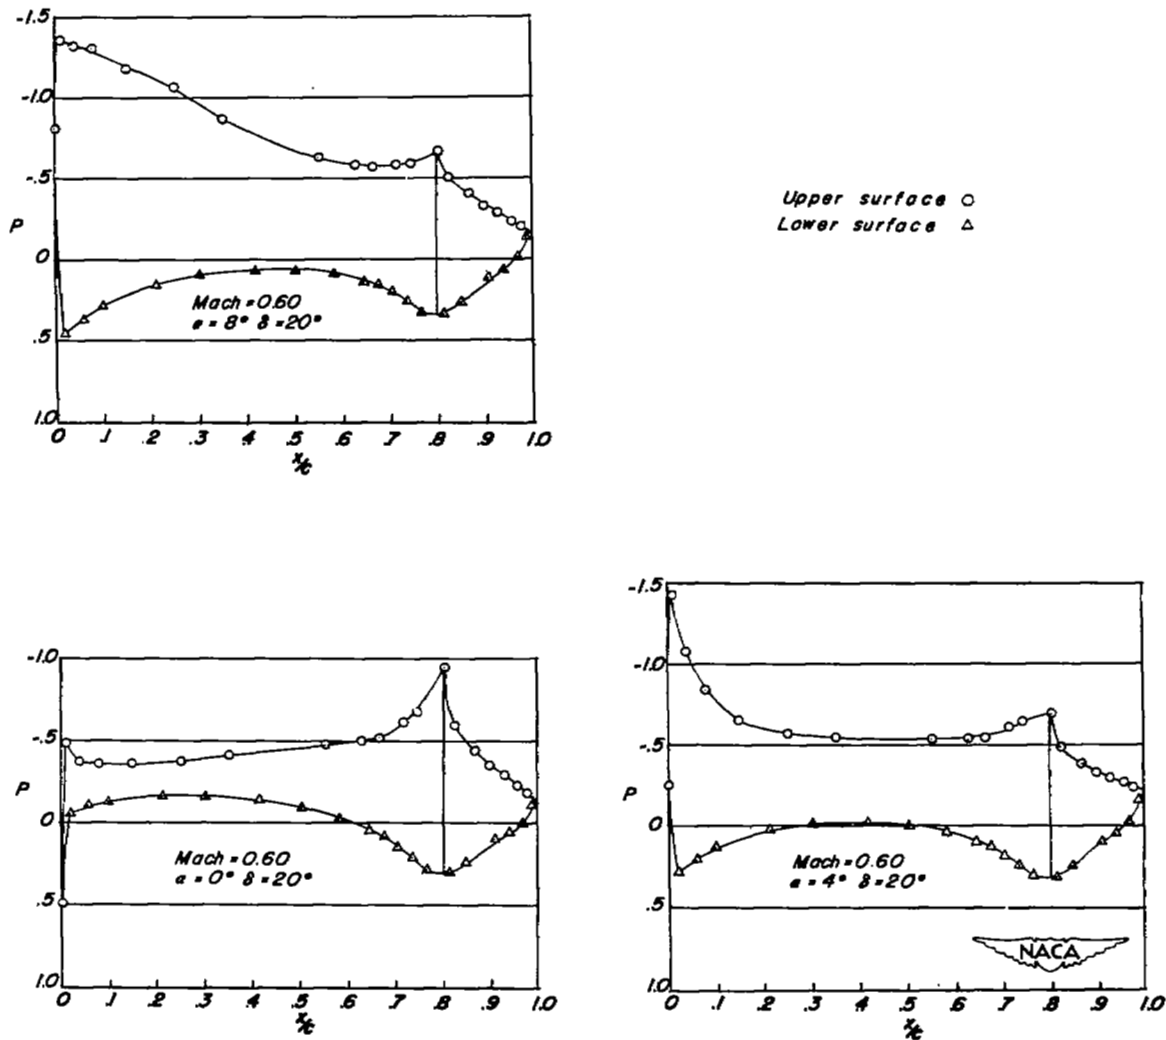 -1.5
-1.0
-.5
P
0
.5
1.0
0 .1 .2 .3 .4 .5 .6 .7 .8 .9 1.0
x/c
Mach = 0.60
α = 8° δ = 20°
Upper surface ○
Lower surface △
-1.0
-.5
P
0
.5
1.0
0 .1 .2 .3 .4 .5 .6 .7 .8 .9 1.0
x/c
Mach = 0.60
α = 0° δ = 20°
-1.5
-1.0
-.5
P
0
.5
1.0
0 .1 .2 .3 .4 .5 .6 .7 .8 .9 1.0
x/c
Mach = 0.60
α = 4° δ = 20°
NACA